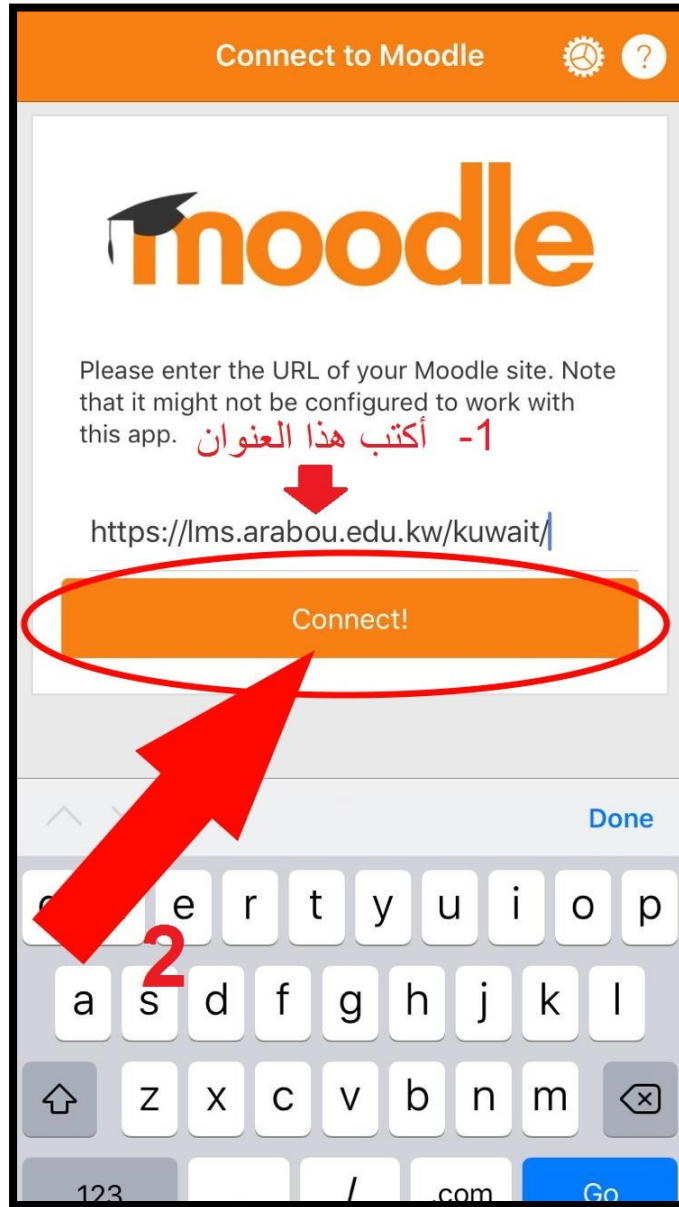 Connect to Moodle ?
moodle
Please enter the URL of your Moodle site. Note
that it might not be configured to work with
this app. 1- أكتب هذا العنوان
https://lms.arabou.edu.kw/kuwait/
Connect!
Done
e r t y u i o p
2
a s d f g h j k l
z x c v b n m
123 / .com Go